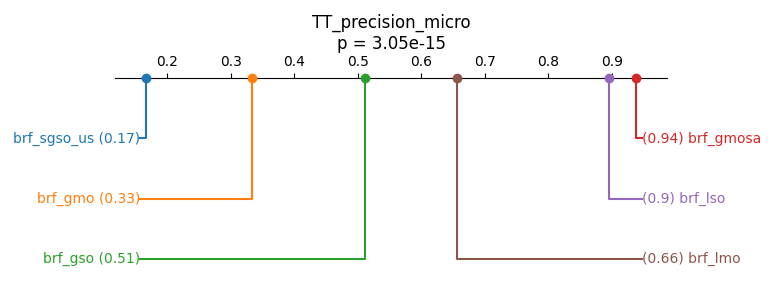 TT_precision_micro
p = 3.05e-15
0.2 0.3 0.4 0.5 0.6 0.7 0.8 0.9
brf_sgso_us (0.17) (0.94) brf_gmosa
brf_gmo (0.33) (0.9) brf_lso
brf_gso (0.51) (0.66) brf_lmo